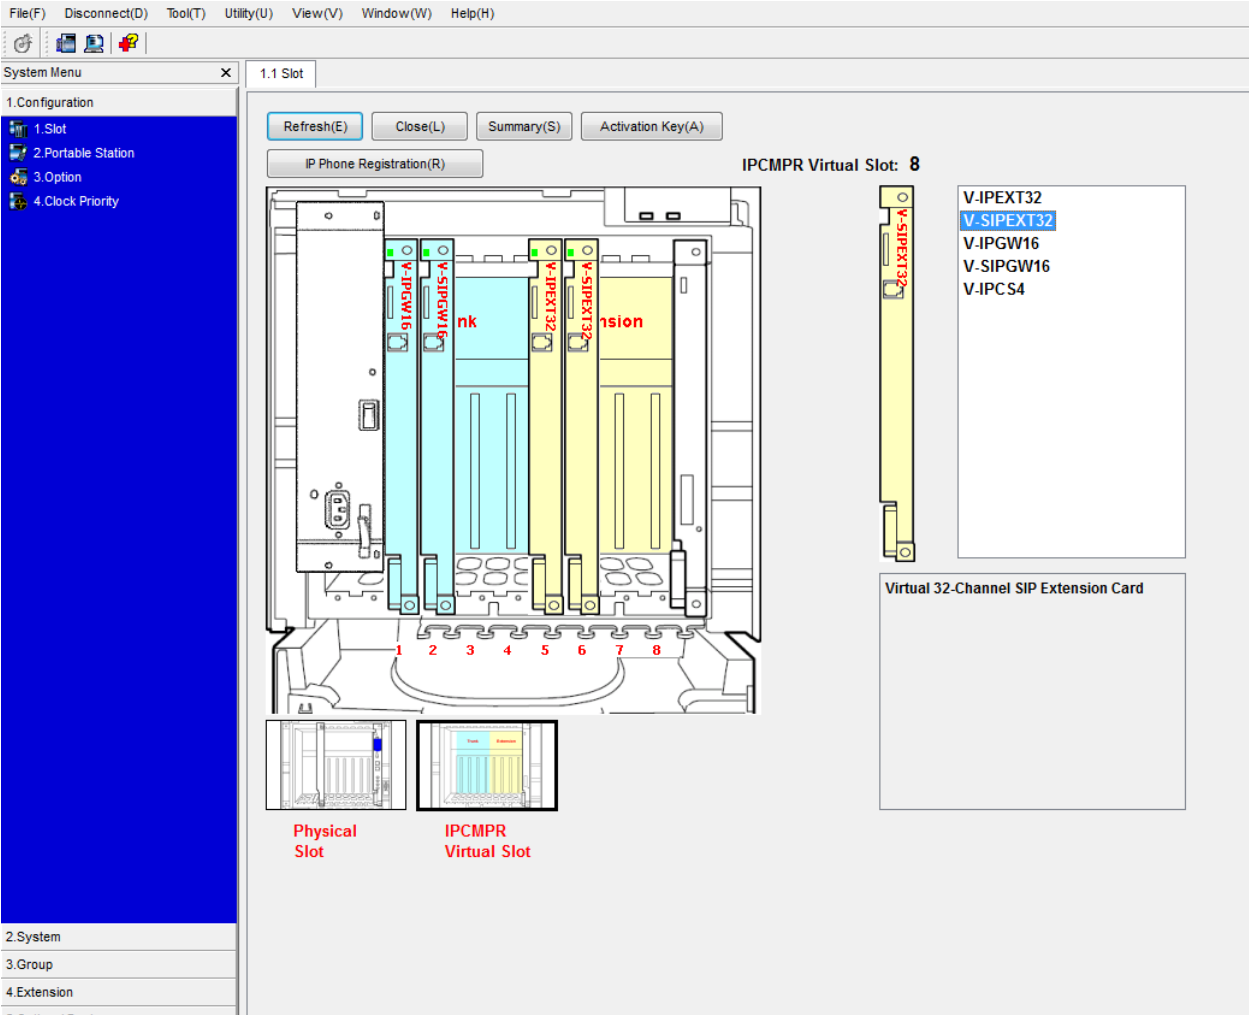 File(F) Disconnect(D) Tool(T) Utility(U) View(V) Window(W) Help(H)
System Menu
1.1 Slot
1.Configuration
1.Slot
2.Portable Station
3.Option
4.Clock Priority
2.System
3.Group
4.Extension
Refresh(E) Close(L) Summary(S) Activation Key(A)
IP Phone Registration(R)
IPCMPR Virtual Slot: 8
V-IPGW16
V-SIPGW16
nk
V-IPEXT32
V-SIPEXT32
nsion
1 2 3 4 5 6 7 8
V-SIPEXT32
V-IPEXT32
V-SIPEXT32
V-IPGW16
V-SIPGW16
V-IPCS4
Virtual 32-Channel SIP Extension Card
Trunk Extension
Physical
Slot
IPCMPR
Virtual Slot